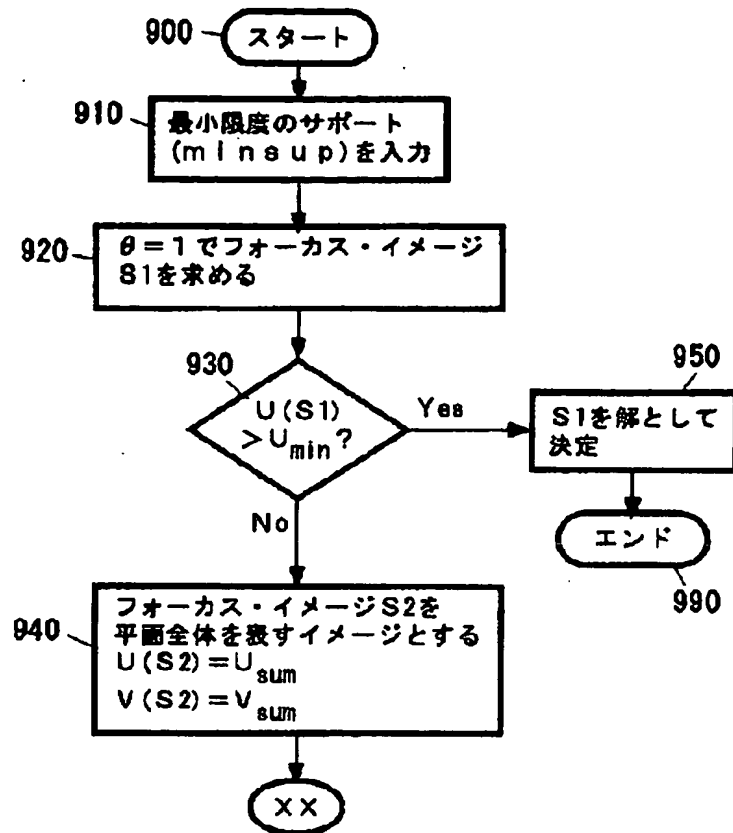 900
スタート
910
最小限度のサポート
(minsup)を入力
920
θ=1でフォーカス・イメージ
S1を求める
930
U(S1)
>Umin?
Yes
950
S1を解として
決定
エンド
990
No
940
フォーカス・イメージS2を
平面全体を表すイメージとする
U(S2)=Usum
V(S2)=Vsum
XX